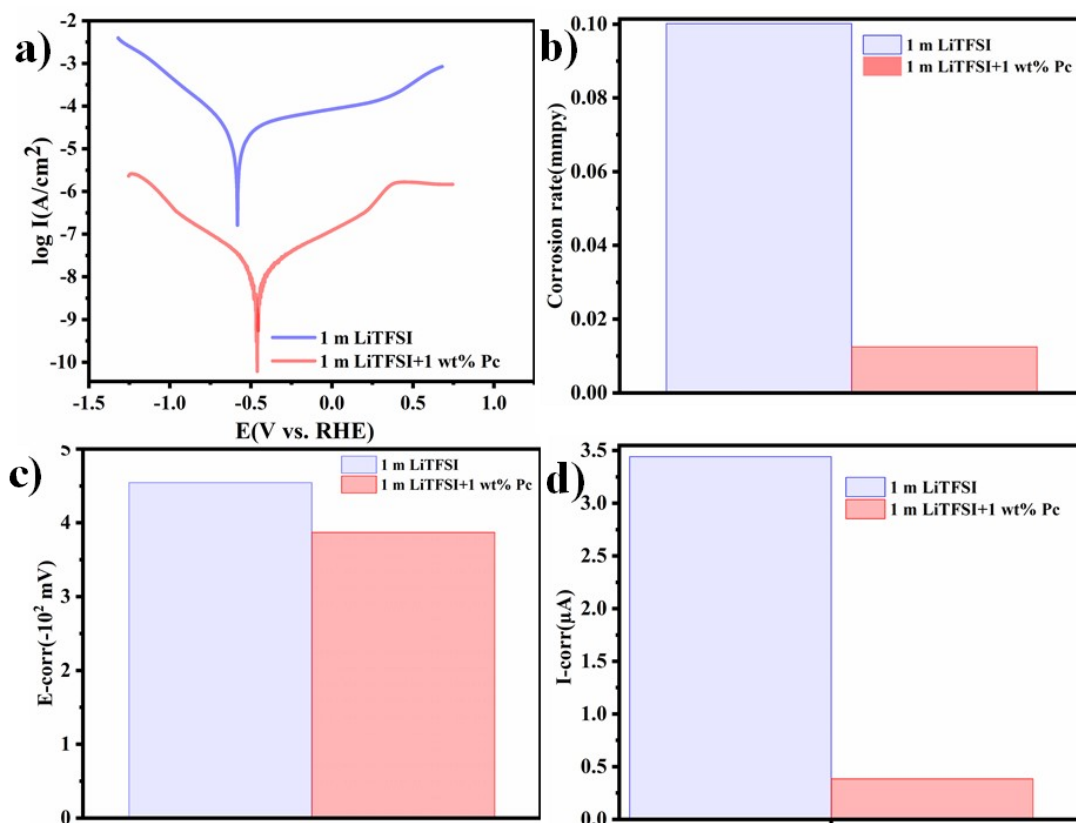 a)
log I(A/cm²)
-2
-3
-4
-5
-6
-7
-8
-9
-10
1 m LiTFSI
1 m LiTFSI+1 wt% Pc
-1.5 -1.0 -0.5 0.0 0.5 1.0
E(V vs. RHE)
b)
Corrosion rate(mmpy)
0.10
0.06
0.08
0.04
0.02
0.00
1 m LiTFSI
1 m LiTFSI+1 wt% Pc
c)
E-corr(-10² mV)
5
4
3
2
1
0
1 m LiTFSI
1 m LiTFSI+1 wt% Pc
d)
I-corr(μA)
3.5
3.0
2.5
2.0
1.5
1.0
0.5
0.0
1 m LiTFSI
1 m LiTFSI+1 wt% Pc